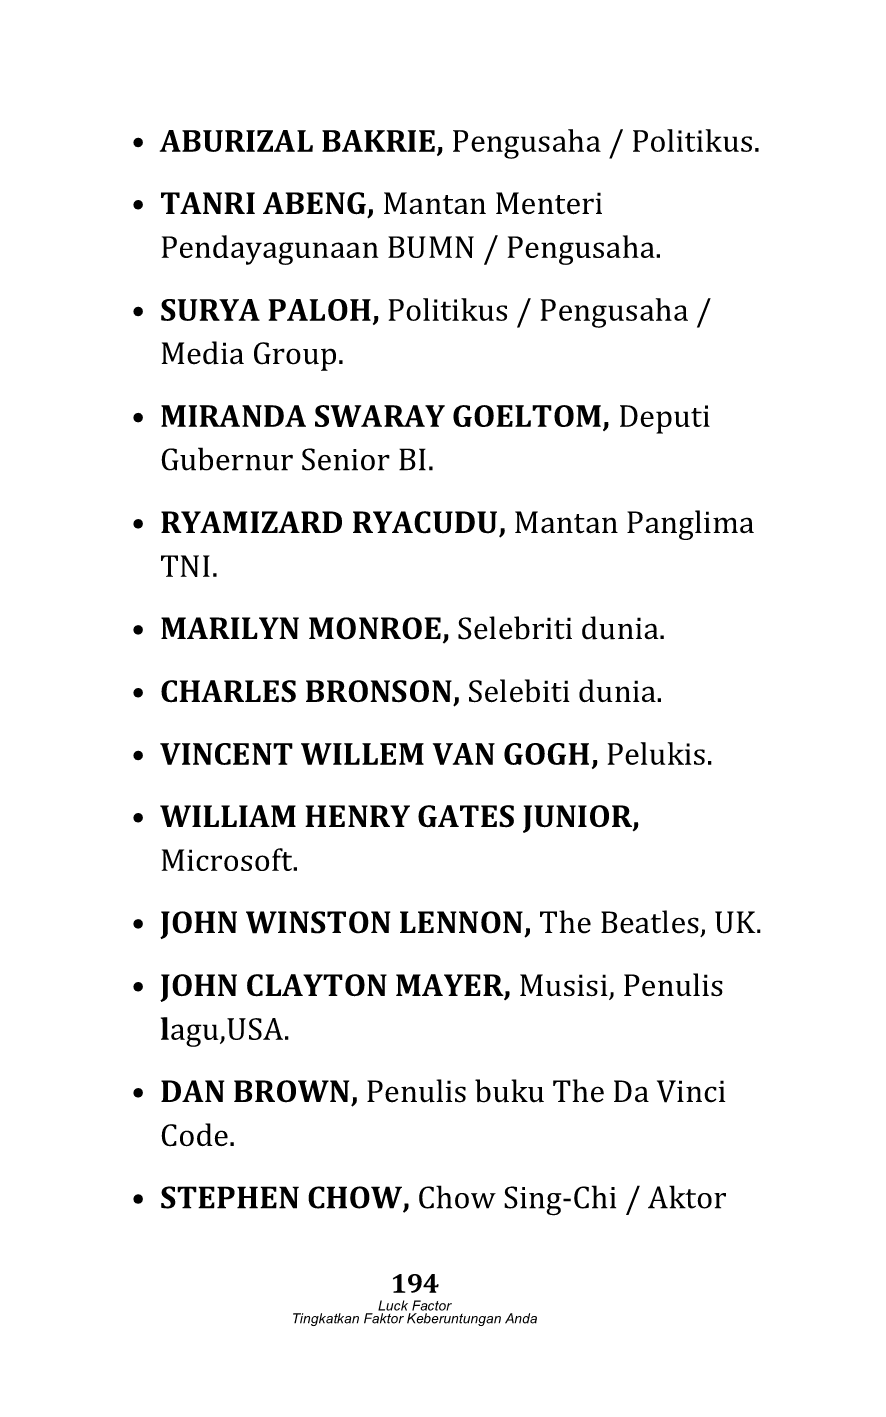 • ABURIZAL BAKRIE, Pengusaha / Politikus.
• TANRI ABENG, Mantan Menteri
Pendayagunaan BUMN / Pengusaha.
• SURYA PALOH, Politikus / Pengusaha /
Media Group.
• MIRANDA SWARAY GOELTOM, Deputi
Gubernur Senior BI.
• RYAMIZARD RYACUDU, Mantan Panglima
TNI.
• MARILYN MONROE, Selebriti dunia.
• CHARLES BRONSON, Selebiti dunia.
• VINCENT WILLEM VAN GOGH, Pelukis.
• WILLIAM HENRY GATES JUNIOR,
Microsoft.
• JOHN WINSTON LENNON, The Beatles, UK.
• JOHN CLAYTON MAYER, Musisi, Penulis
lagu,USA.
• DAN BROWN, Penulis buku The Da Vinci
Code.
• STEPHEN CHOW, Chow Sing-Chi / Aktor
194
Luck Factor
Tingkatkan Faktor Keberuntungan Anda